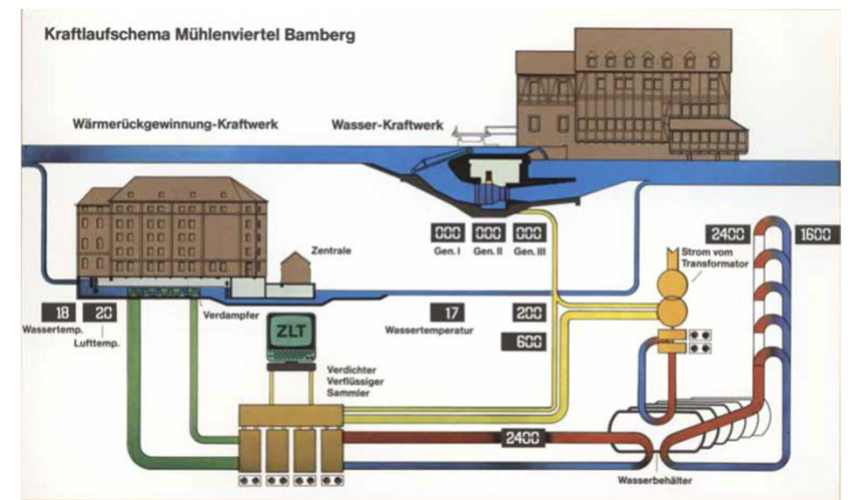 Kraftlaufschema Mühlenviertel Bamberg
Wärmerückgewinnung-Kraftwerk
Wasser-Kraftwerk
000 000 000
Gen. I Gen. II Gen. III
2400
1600
Zentrale
Strom vom
Transformator
18 20
Wassertemp.
Lufttemp.
Verdampfer
17
Wassertemperatur
200
600
ZLT
Verdichter
Verflüssiger
Sammler
2400
Wasserbehälter